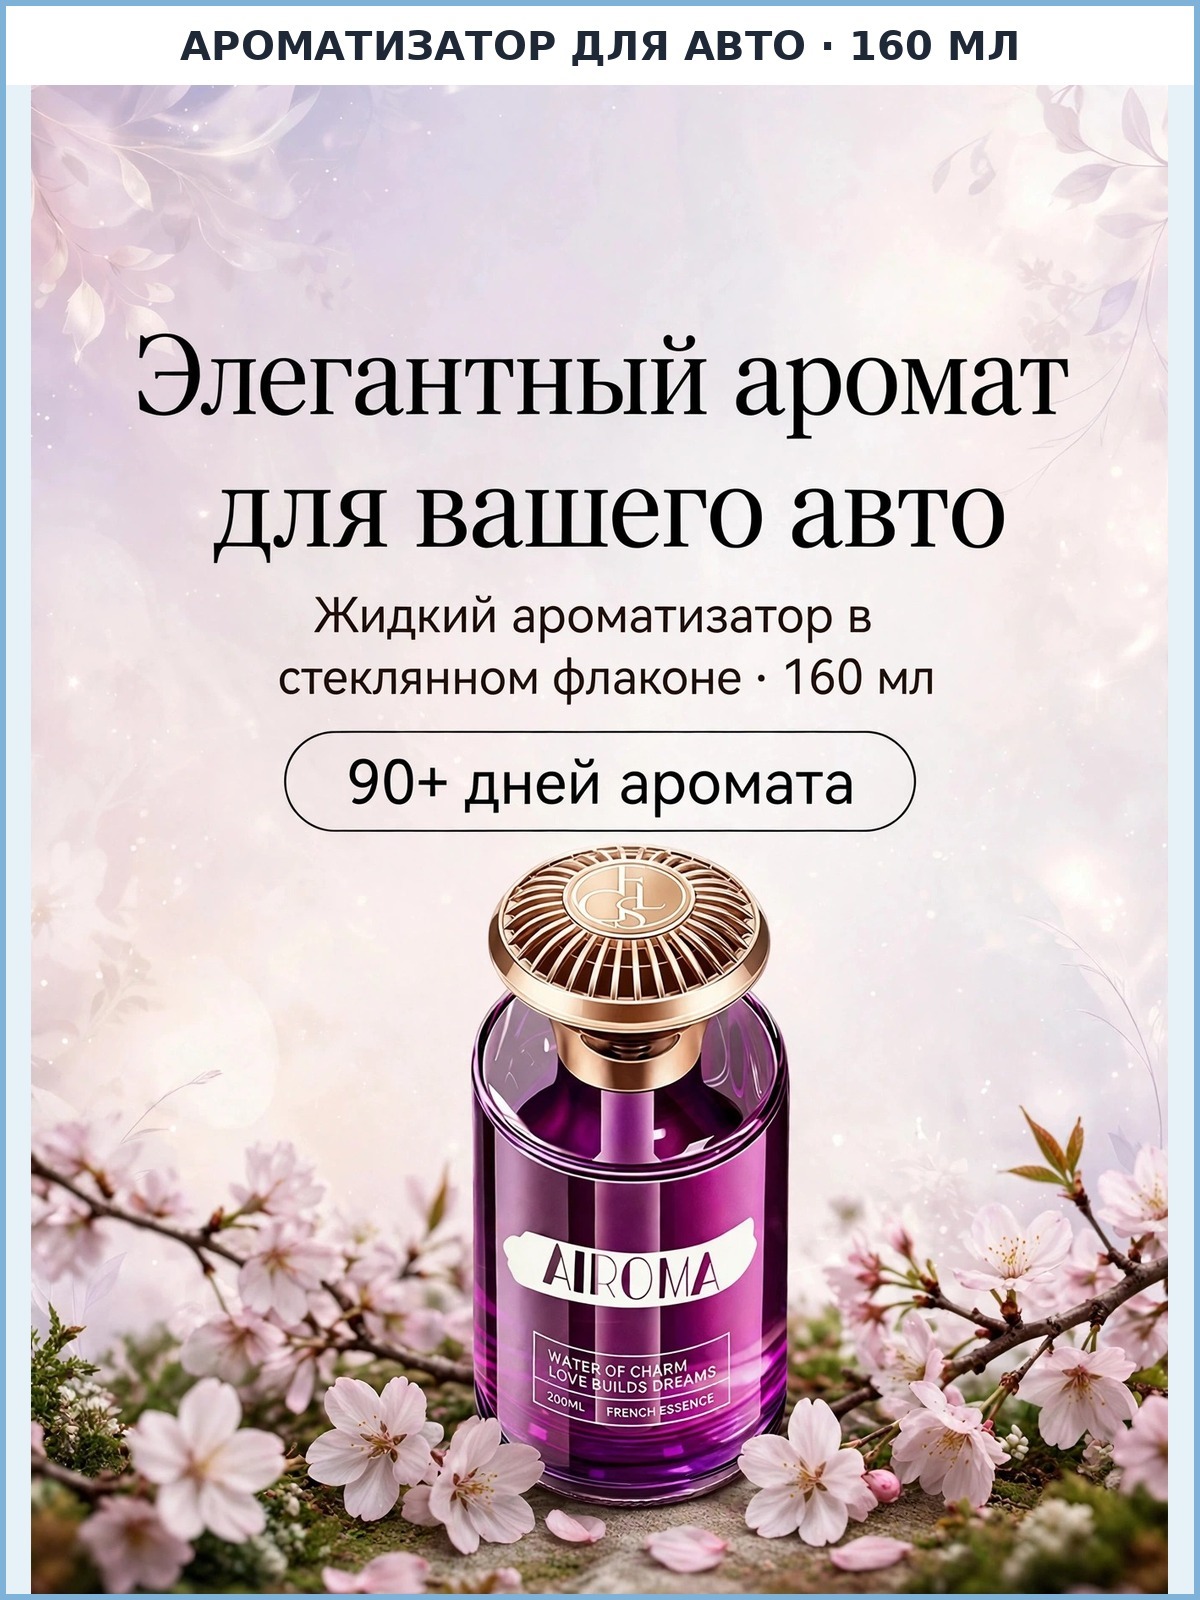 АРОМАТИЗАТОР ДЛЯ АВТО · 160 МЛ
Элегантный аромат
для вашего авто
Жидкий ароматизатор в
стеклянном флаконе · 160 мл
90+ дней аромата
AIROMA
WATER OF CHARM
LOVE BUILDS DREAMS
200ML FRENCH ESSENCE